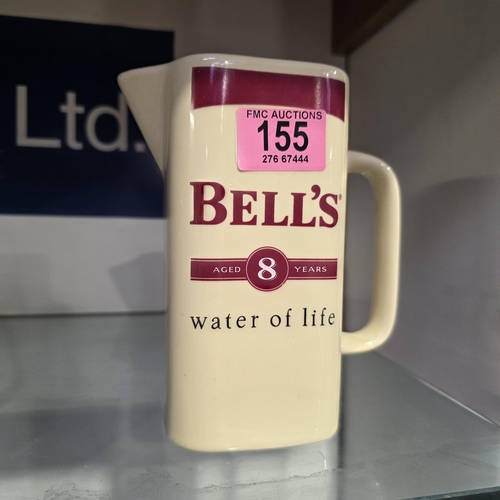 Ltd.
FMC AUCTIONS
155
276 67444
BELL'S
AGED 8 YEARS
water of life